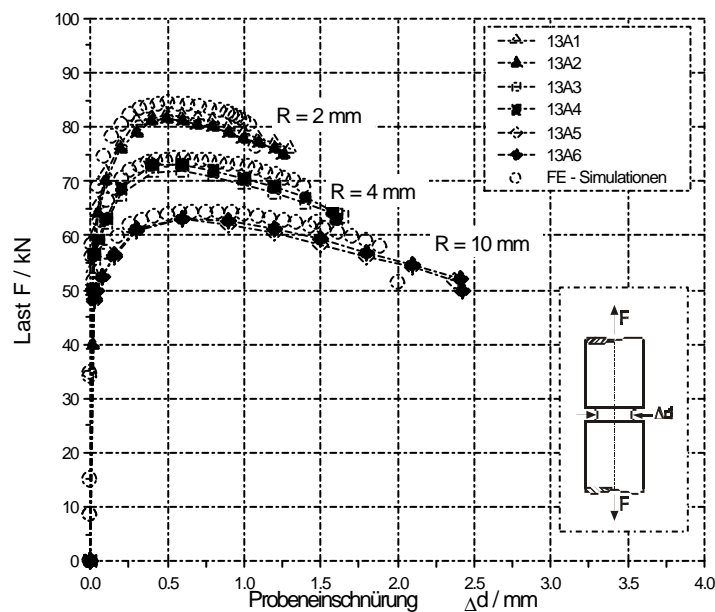 100
90
80
70
60
50
40
30
20
10
0
Last F / kN
0.0 0.5 1.0 1.5 2.0 2.5 3.0 3.5 4.0
Probeneinschnürung Δd / mm
13A1
13A2
13A3
13A4
13A5
13A6
FE - Simulationen
R = 2 mm
R = 4 mm
R = 10 mm
F
Δd
F